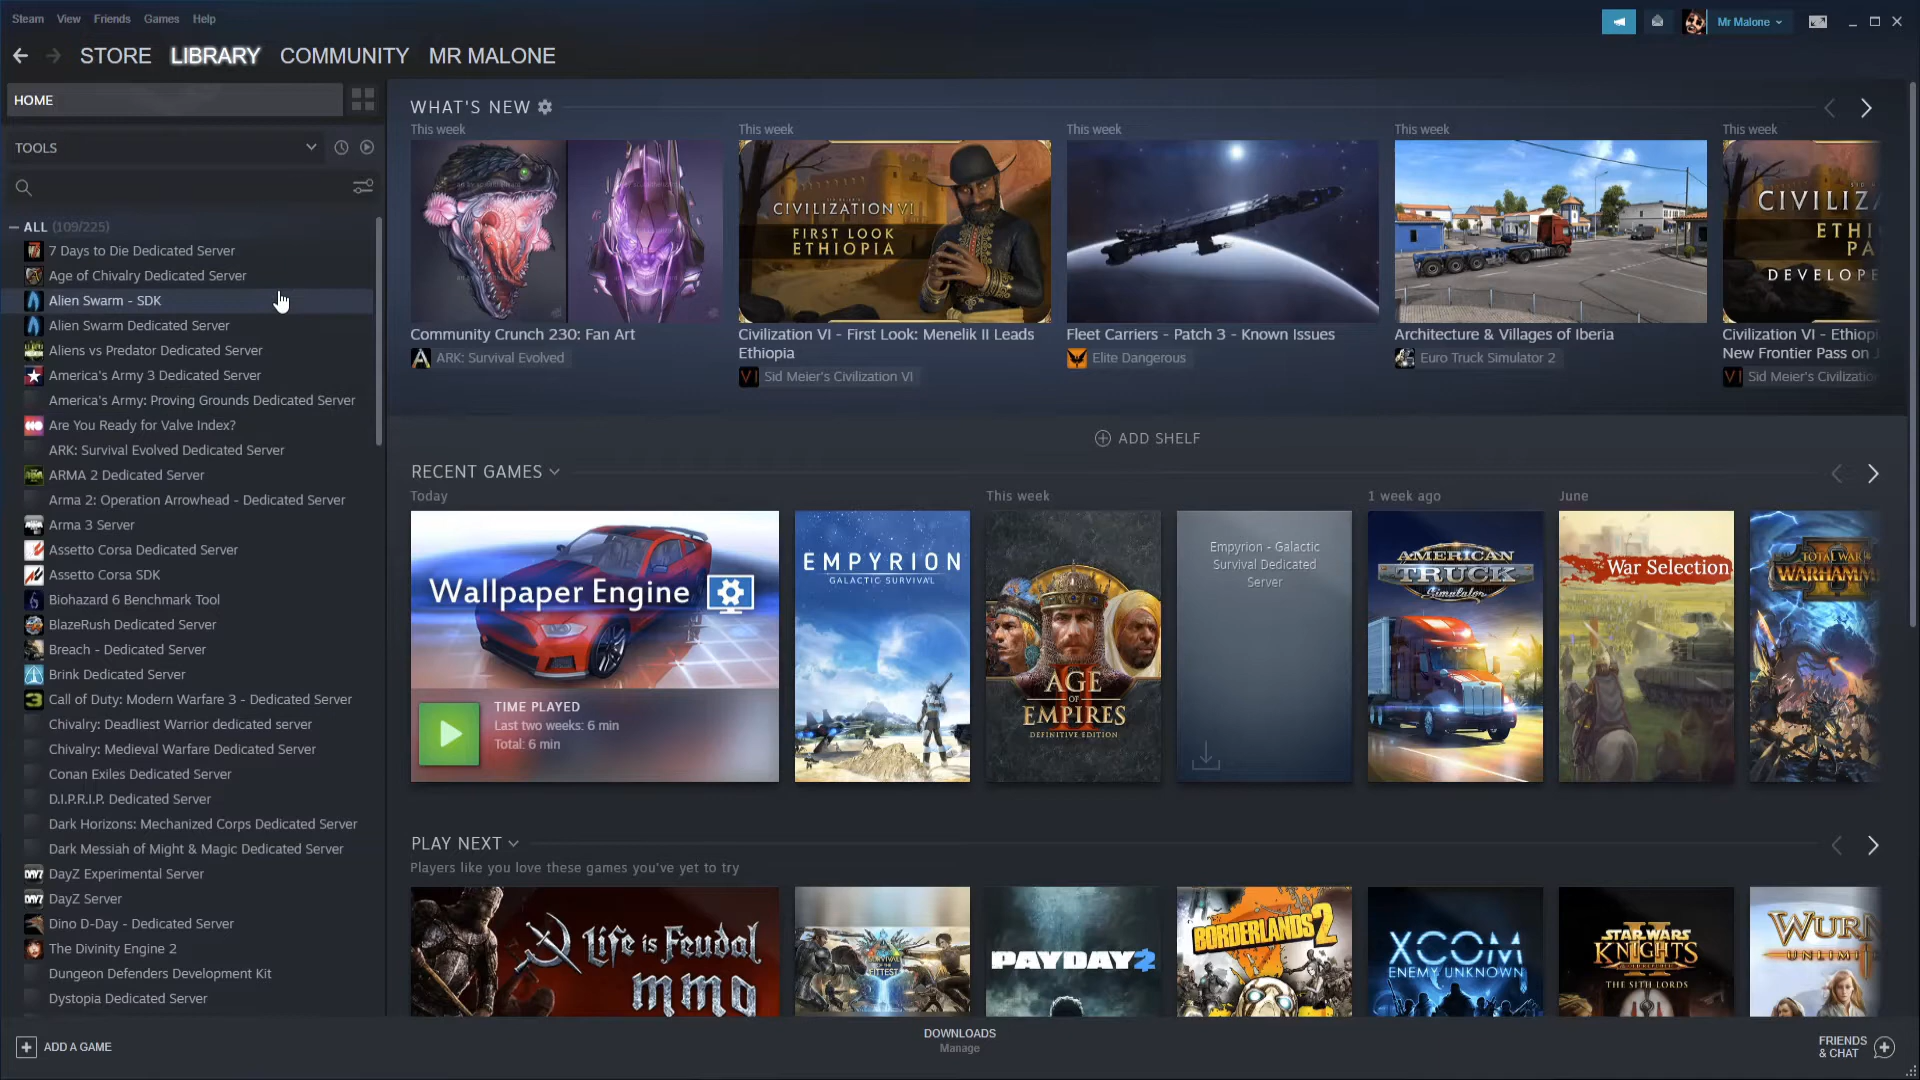 Steam View Friends Games Help
Mr Malone
STORE LIBRARY COMMUNITY MR MALONE
HOME
TOOLS
ALL (109/225)
7 Days to Die Dedicated Server
Age of Chivalry Dedicated Server
Alien Swarm - SDK
Alien Swarm Dedicated Server
Aliens vs Predator Dedicated Server
America's Army 3 Dedicated Server
America's Army: Proving Grounds Dedicated Server
Are You Ready for Valve Index?
ARK: Survival Evolved Dedicated Server
ARMA 2 Dedicated Server
Arma 2: Operation Arrowhead - Dedicated Server
Arma 3 Server
Assetto Corsa Dedicated Server
Assetto Corsa SDK
Biohazard 6 Benchmark Tool
BlazeRush Dedicated Server
Breach - Dedicated Server
Brink Dedicated Server
Call of Duty: Modern Warfare 3 - Dedicated Server
Chivalry: Deadliest Warrior dedicated server
Chivalry: Medieval Warfare Dedicated Server
Conan Exiles Dedicated Server
D.I.P.R.I.P. Dedicated Server
Dark Horizons: Mechanized Corps Dedicated Server
Dark Messiah of Might & Magic Dedicated Server
DayZ Experimental Server
DayZ Server
Dino D-Day - Dedicated Server
The Divinity Engine 2
Dungeon Defenders Development Kit
Dystopia Dedicated Server
WHAT'S NEW
This week
Community Crunch 230: Fan Art
ARK: Survival Evolved
This week
CIVILIZATION VI
FIRST LOOK
ETHIOPIA
Civilization VI - First Look: Menelik II Leads
Ethiopia
VI Sid Meier's Civilization VI
This week
Fleet Carriers - Patch 3 - Known Issues
Elite Dangerous
This week
Architecture & Villages of Iberia
Euro Truck Simulator 2
This week
CIVILIZA
ETHI
PA
DEVELOPE
Civilization VI - Ethiopi
New Frontier Pass on J
VI Sid Meier's Civilization
ADD SHELF
RECENT GAMES
Today This week 1 week ago June
Wallpaper Engine
TIME PLAYED
Last two weeks: 6 min
Total: 6 min
EMPYRION
GALACTIC SURVIVAL
AGE
OF
EMPIRES
II
DEFINITIVE EDITION
Empyrion - Galactic
Survival Dedicated
Server
AMERICAN
TRUCK
Simulator
War Selection
TOTAL WAR
WARHAMM
II
PLAY NEXT
Players like you love these games you've yet to try
Life is Feudal
MMO
SURVIVAL
OF THE
FITTEST
PAYDAY 2
BORDERLANDS 2
XCOM
ENEMY UNKNOWN
II
STAR WARS
KNIGHTS
THE SITH LORDS
WURN
UNLIMI
ADD A GAME
DOWNLOADS
Manage
FRIENDS
& CHAT